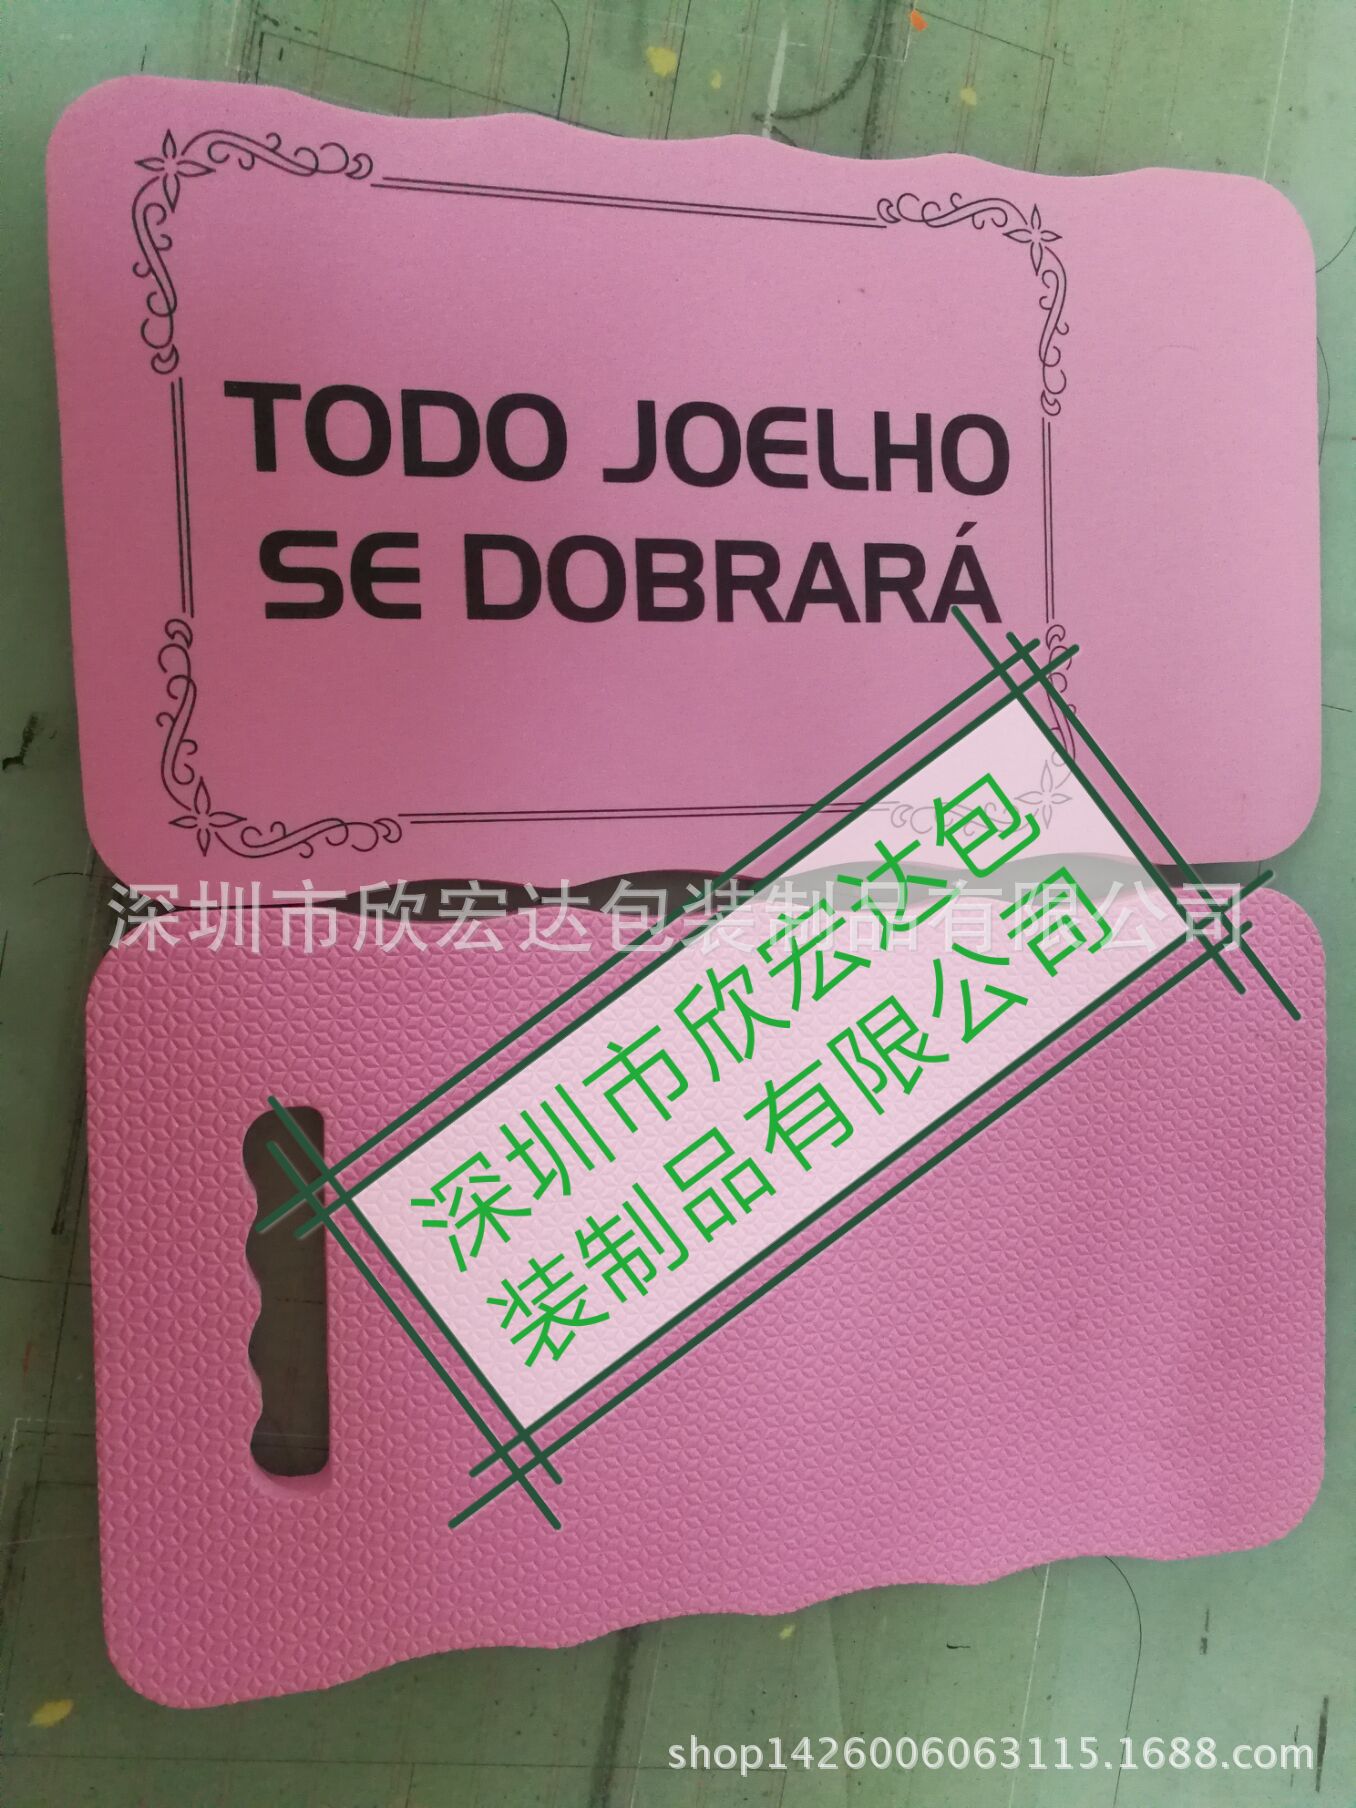 TODO JOELHO
SE DOBRARÁ
深圳市欣宏达包装制品有限公司
深圳市欣宏达包
装制品有限公司
shop1426006063115.1688.com